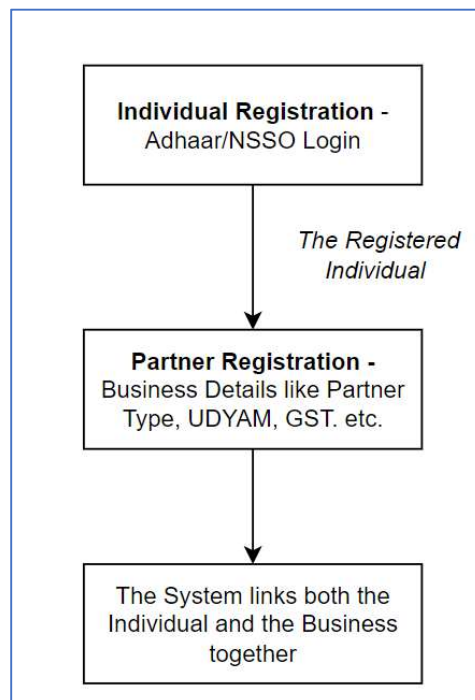 Individual Registration -
Adhaar/NSSO Login
The Registered
Individual
Partner Registration -
Business Details like Partner
Type, UDYAM, GST. etc.
The System links both the
Individual and the Business
together